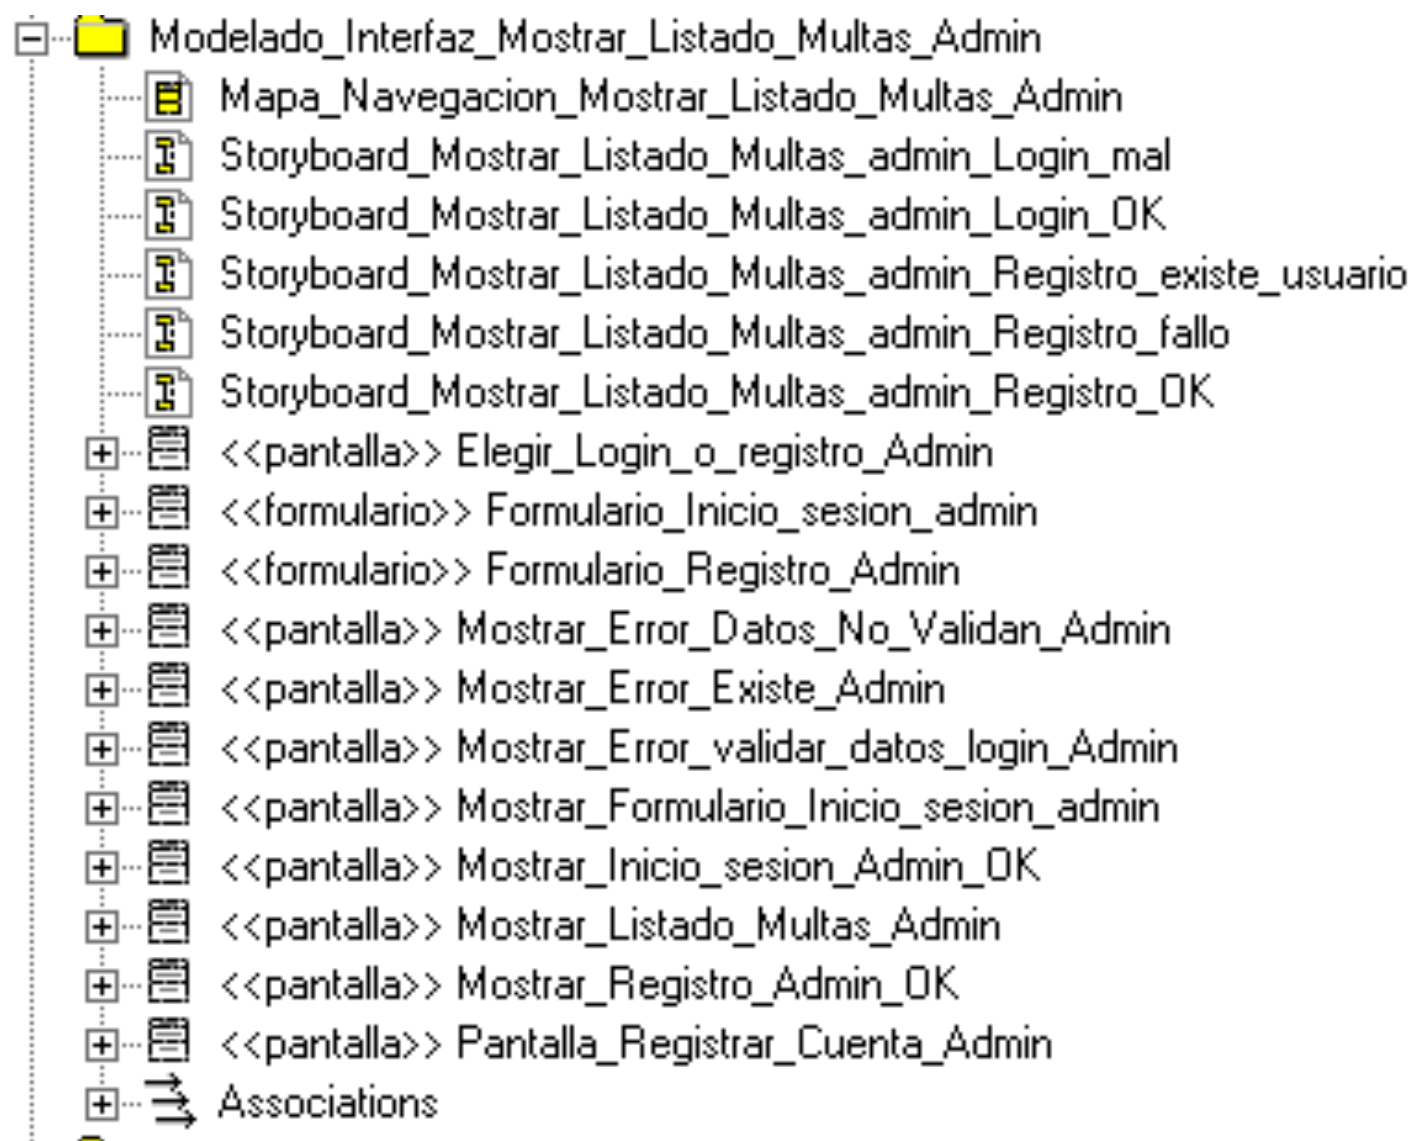 Modelado_Interfaz_Mostrar_Listado_Multas_Admin
Mapa_Navegacion_Mostrar_Listado_Multas_Admin
Storyboard_Mostrar_Listado_Multas_admin_Login_mal
Storyboard_Mostrar_Listado_Multas_admin_Login_OK
Storyboard_Mostrar_Listado_Multas_admin_Registro_existe_usuario
Storyboard_Mostrar_Listado_Multas_admin_Registro_fallo
Storyboard_Mostrar_Listado_Multas_admin_Registro_OK
<<pantalla>> Elegir_Login_o_registro_Admin
<<formulario>> Formulario_Inicio_sesion_admin
<<formulario>> Formulario_Registro_Admin
<<pantalla>> Mostrar_Error_Datos_No_Validan_Admin
<<pantalla>> Mostrar_Error_Existe_Admin
<<pantalla>> Mostrar_Error_validar_datos_login_Admin
<<pantalla>> Mostrar_Formulario_Inicio_sesion_admin
<<pantalla>> Mostrar_Inicio_sesion_Admin_OK
<<pantalla>> Mostrar_Listado_Multas_Admin
<<pantalla>> Mostrar_Registro_Admin_OK
<<pantalla>> Pantalla_Registrar_Cuenta_Admin
Associations